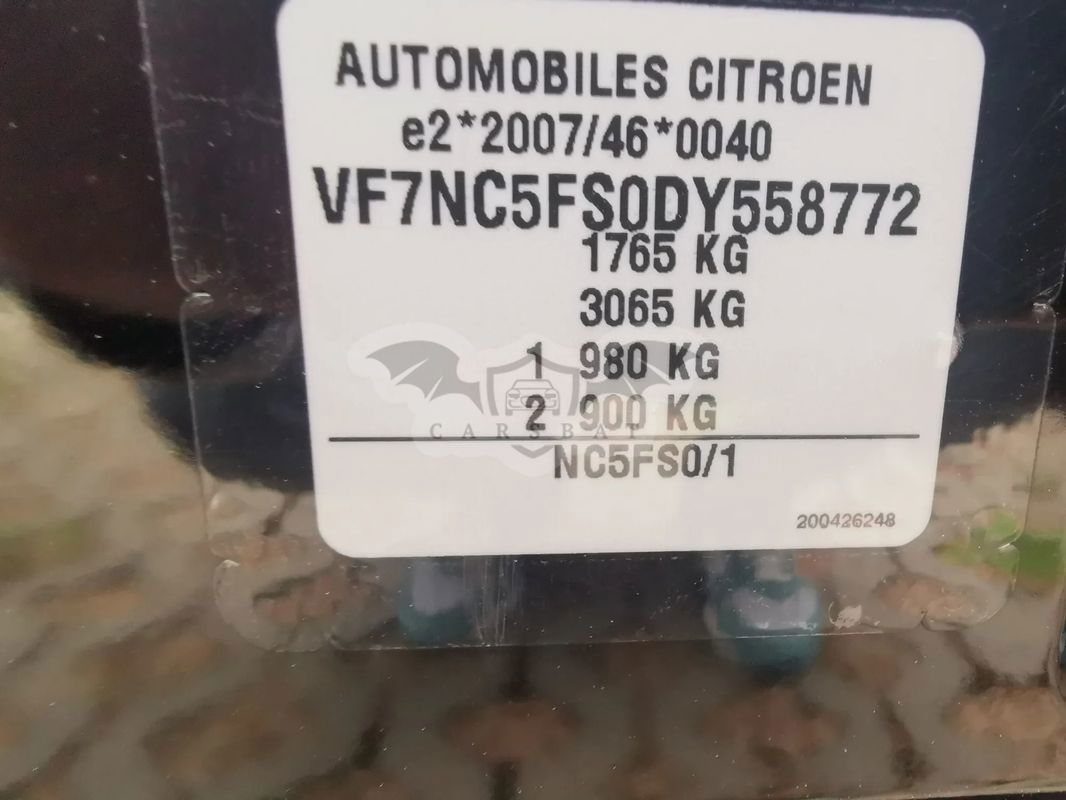 AUTOMOBILES CITROEN
e2*2007/46*0040
VF7NC5FS0DY558772
1765 KG
3065 KG
1 980 KG
2 900 KG
CARSBAT
NC5FS0/1
200426248